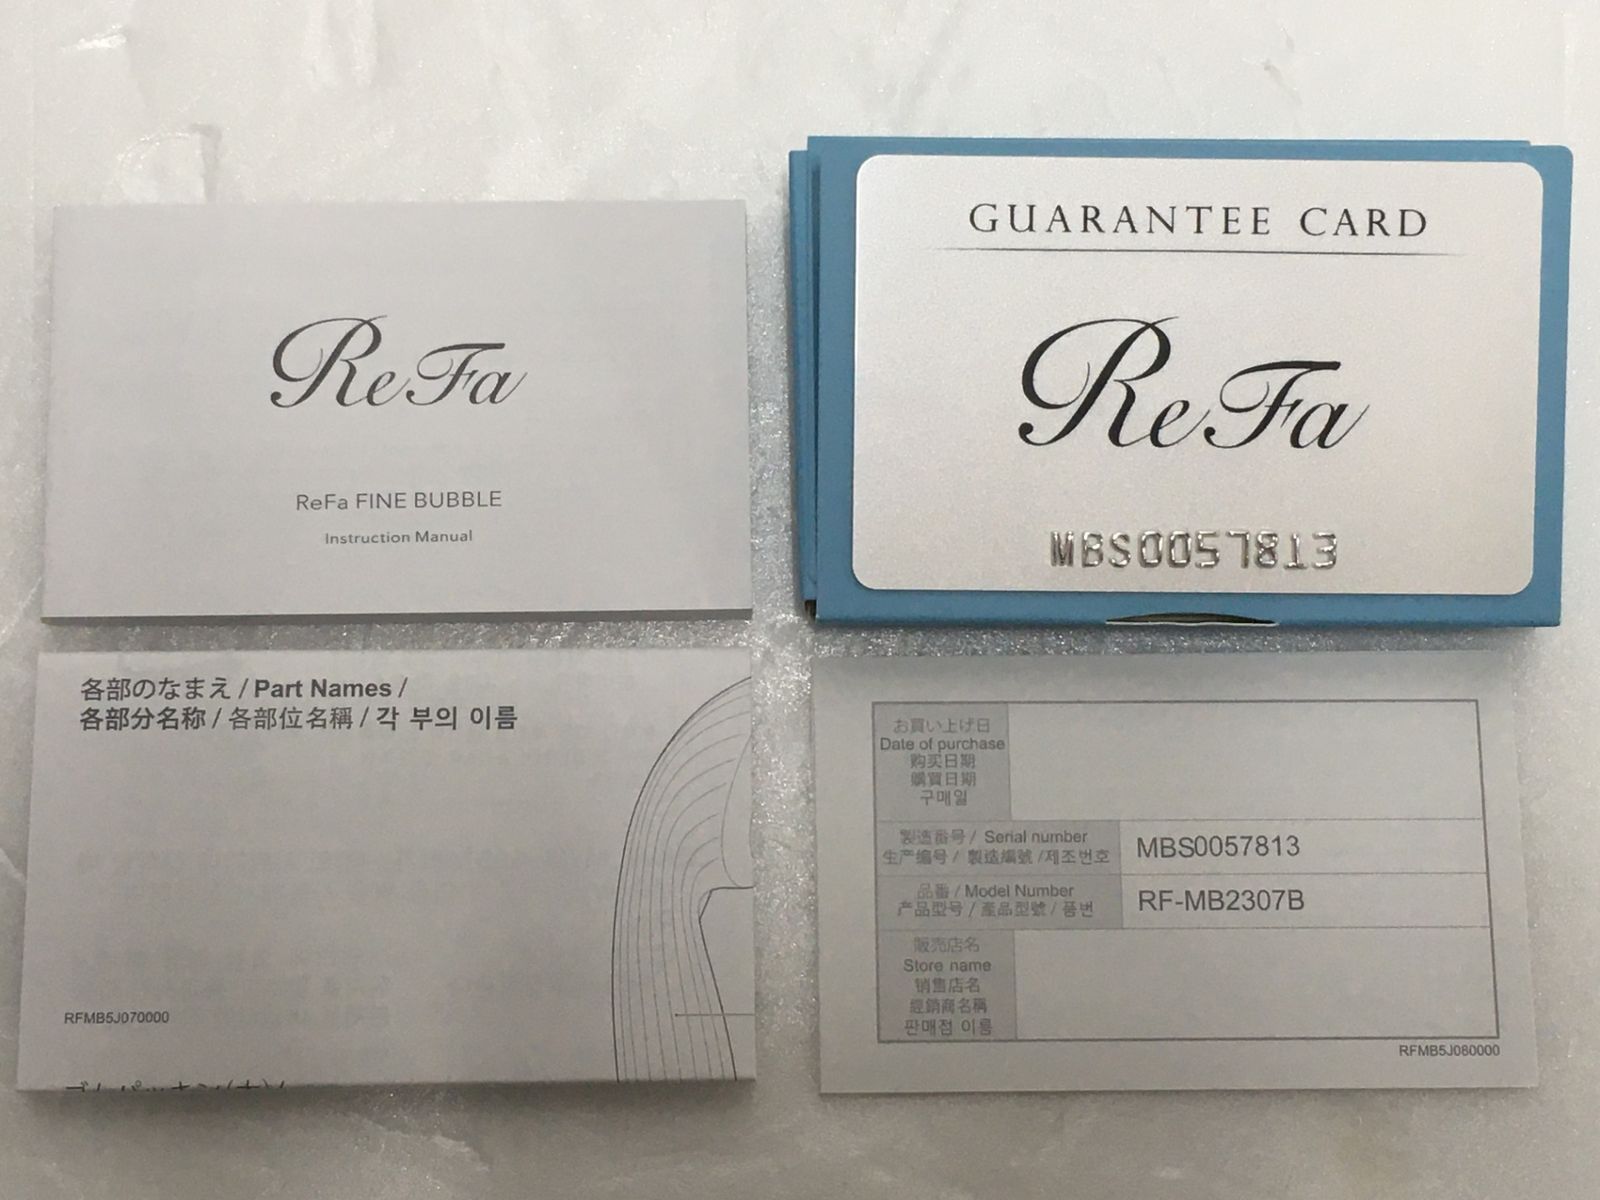 ReFa
ReFa FINE BUBBLE
Instruction Manual
GUARANTEE CARD
ReFa
MBS0057813
各部のなまえ / Part Names /
各部分名称 / 各部位名稱 / 각 부의 이름
RFMB5J070000
お買い上げ日
Date of purchase
购买日期
購買日期
구매일
製造番号 / Serial number
生产编号 / 製造編號 /제조번호
MBS0057813
品番 / Model Number
产品型号 / 產品型號 / 품번
RF-MB2307B
販売店名
Store name
销售店名
經銷商名稱
판매점 이름
RFMB5J080000